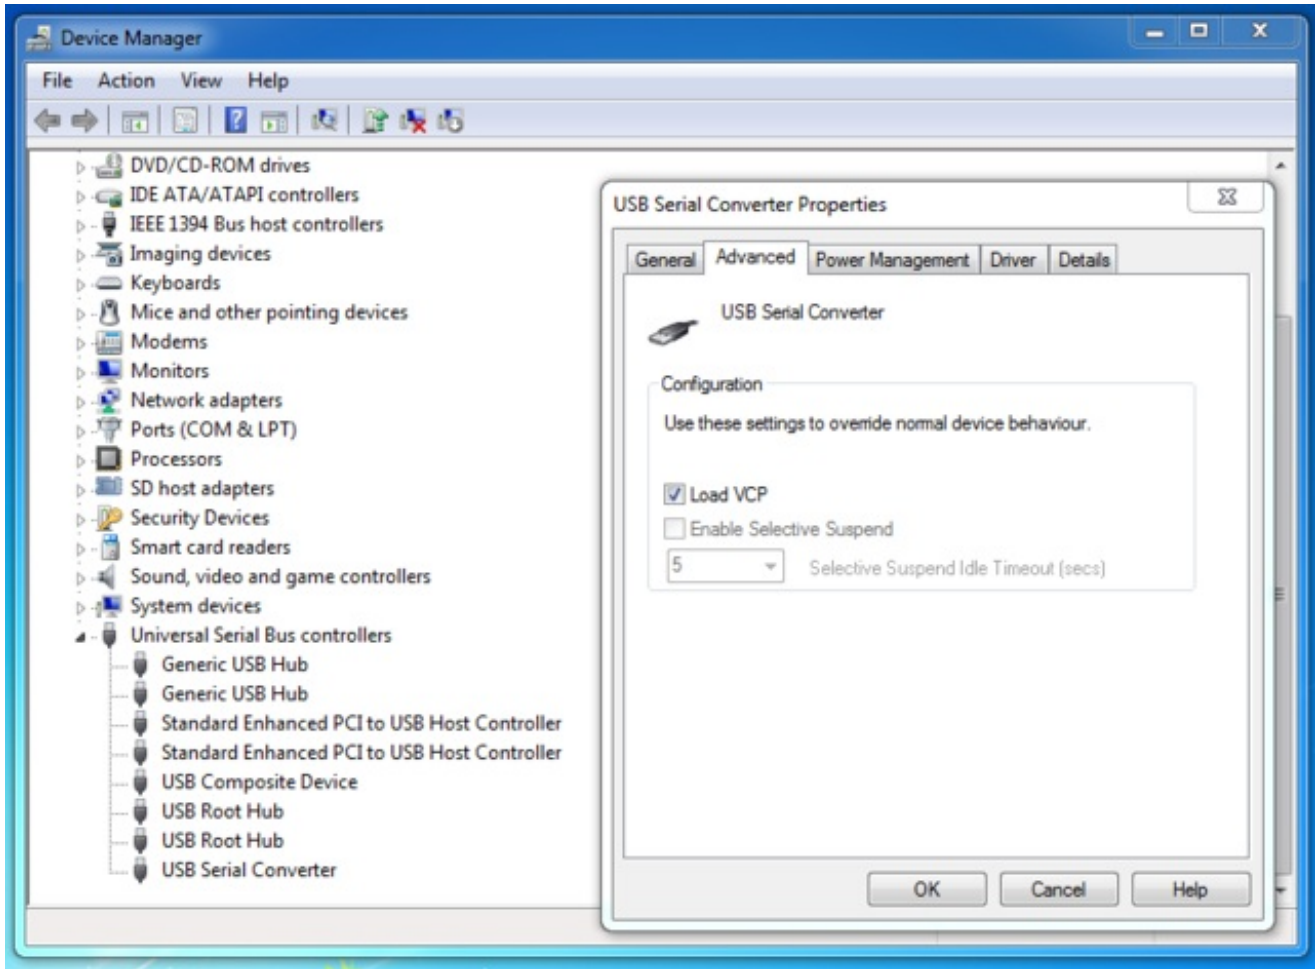 Device Manager
File Action View Help
DVD/CD-ROM drives
IDE ATA/ATAPI controllers
IEEE 1394 Bus host controllers
Imaging devices
Keyboards
Mice and other pointing devices
Modems
Monitors
Network adapters
Ports (COM & LPT)
Processors
SD host adapters
Security Devices
Smart card readers
Sound, video and game controllers
System devices
Universal Serial Bus controllers
Generic USB Hub
Generic USB Hub
Standard Enhanced PCI to USB Host Controller
Standard Enhanced PCI to USB Host Controller
USB Composite Device
USB Root Hub
USB Root Hub
USB Serial Converter
USB Serial Converter Properties
General Advanced Power Management Driver Details
USB Serial Converter
Configuration
Use these settings to override normal device behaviour.
Load VCP
Enable Selective Suspend
5 Selective Suspend Idle Timeout (secs)
OK Cancel Help